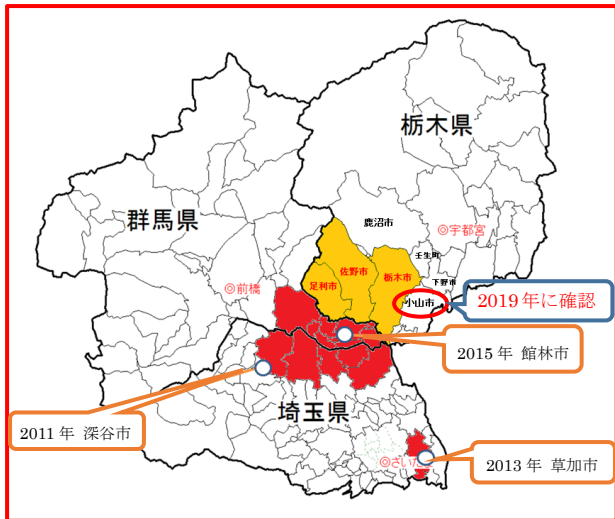 栃木県
群馬県
鹿沼市
◎宇都宮
壬生町
佐野市
栃木市
足利市
下野市
◎前橋
小山市
2019年に確認
2015年 館林市
2011年 深谷市
埼玉県
◎さいた
2013年 草加市